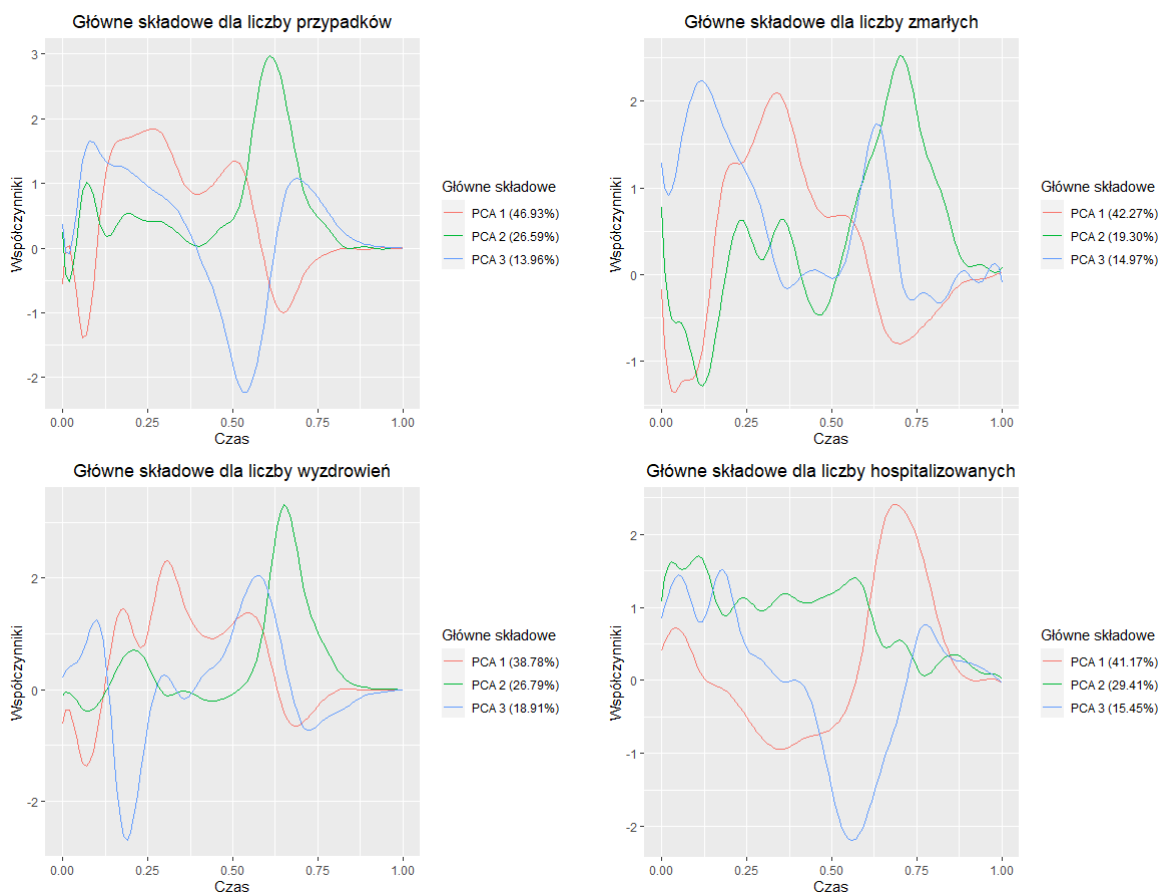 Główne składowe dla liczby przypadków
Współczynniki
3
2
1
0
-1
-2
0.00 0.25 0.50 0.75 1.00
Czas
Główne składowe
PCA 1 (46.93%)
PCA 2 (26.59%)
PCA 3 (13.96%)
Główne składowe dla liczby zmarłych
Współczynniki
2
1
0
-1
0.00 0.25 0.50 0.75 1.00
Czas
Główne składowe
PCA 1 (42.27%)
PCA 2 (19.30%)
PCA 3 (14.97%)
Główne składowe dla liczby wyzdrowień
Współczynniki
2
0
-2
0.00 0.25 0.50 0.75 1.00
Czas
Główne składowe
PCA 1 (38.78%)
PCA 2 (26.79%)
PCA 3 (18.91%)
Główne składowe dla liczby hospitalizowanych
Współczynniki
2
1
0
-1
-2
0.00 0.25 0.50 0.75 1.00
Czas
Główne składowe
PCA 1 (41.17%)
PCA 2 (29.41%)
PCA 3 (15.45%)